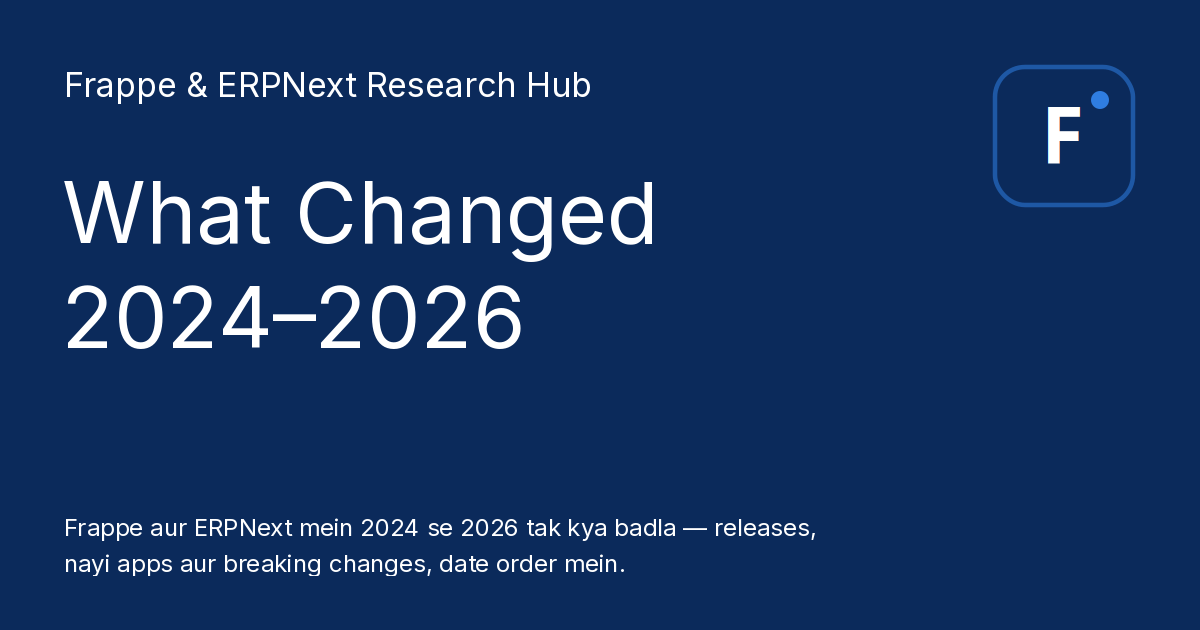 Frappe & ERPNext Research Hub
F
What Changed
2024–2026
Frappe aur ERPNext mein 2024 se 2026 tak kya badla — releases,
nayi apps aur breaking changes, date order mein.